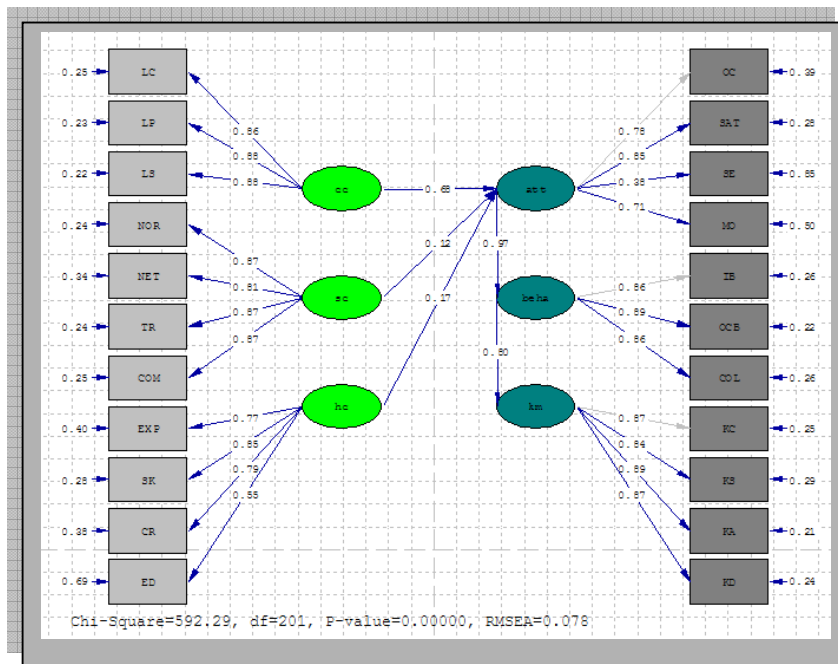 0.25 LC OC 0.39
0.23 LP 0.86 0.78 SAT 0.28
0.88 0.85
0.22 LS 0.88 0.38 SE 0.85
cc 0.68 att
0.71
0.24 NOR MO 0.50
0.12 0.97
0.87
0.34 NET IB 0.26
0.81 0.86
sc beha
0.87 0.89
0.24 TR OCB 0.22
0.87 0.17 0.86
0.80
0.25 COM COL 0.26
hc km
0.40 EXP 0.77 0.87 KC 0.25
0.85 0.84
0.28 SK 0.79 0.89 KS 0.29
0.55 0.87
0.38 CR KA 0.21
0.69 ED KD 0.24
Chi-Square=592.29, df=201, P-value=0.00000, RMSEA=0.078